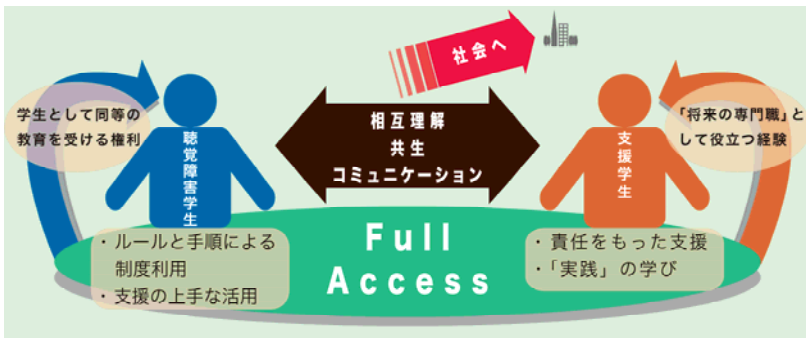 社会へ
学生として同等の
教育を受ける権利
聴覚障害学生
相互理解
共生
コミュニケーション
支援学生
「将来の専門職」と
して役立つ経験
・ルールと手順による
制度利用
・支援の上手な活用
Full
Access
・責任をもった支援
・「実践」の学び